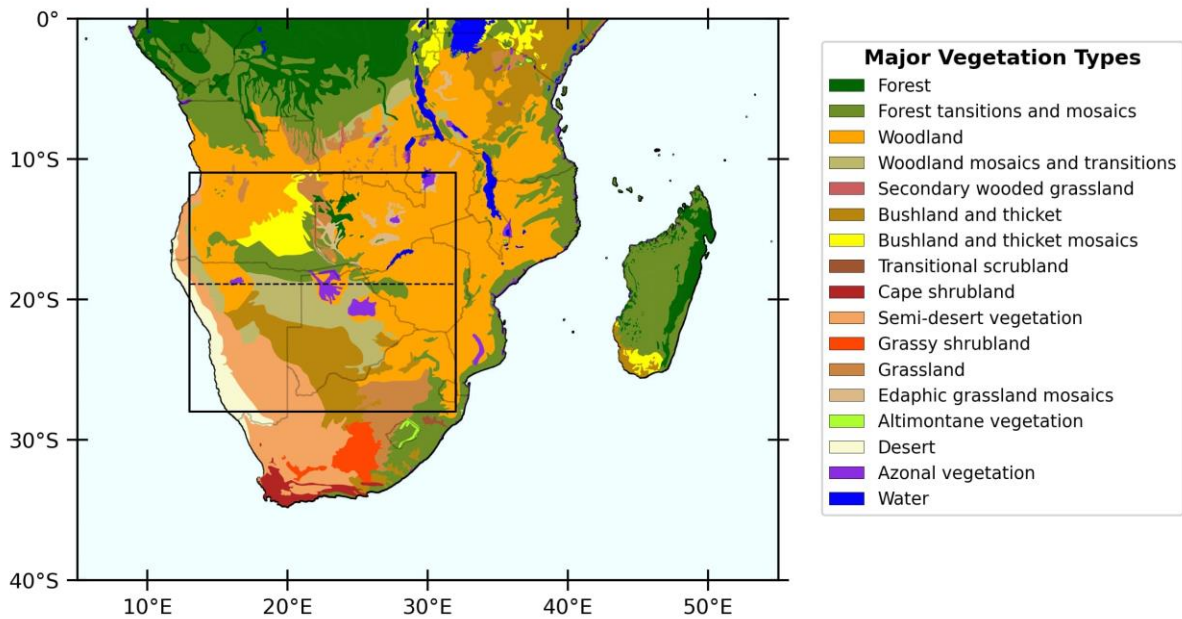 0°
10°S
20°S
30°S
40°S
10°E
20°E
30°E
40°E
50°E
Major Vegetation Types
Forest
Forest tansitions and mosaics
Woodland
Woodland mosaics and transitions
Secondary wooded grassland
Bushland and thicket
Bushland and thicket mosaics
Transitional scrubland
Cape shrubland
Semi-desert vegetation
Grassy shrubland
Grassland
Edaphic grassland mosaics
Altimontane vegetation
Desert
Azonal vegetation
Water